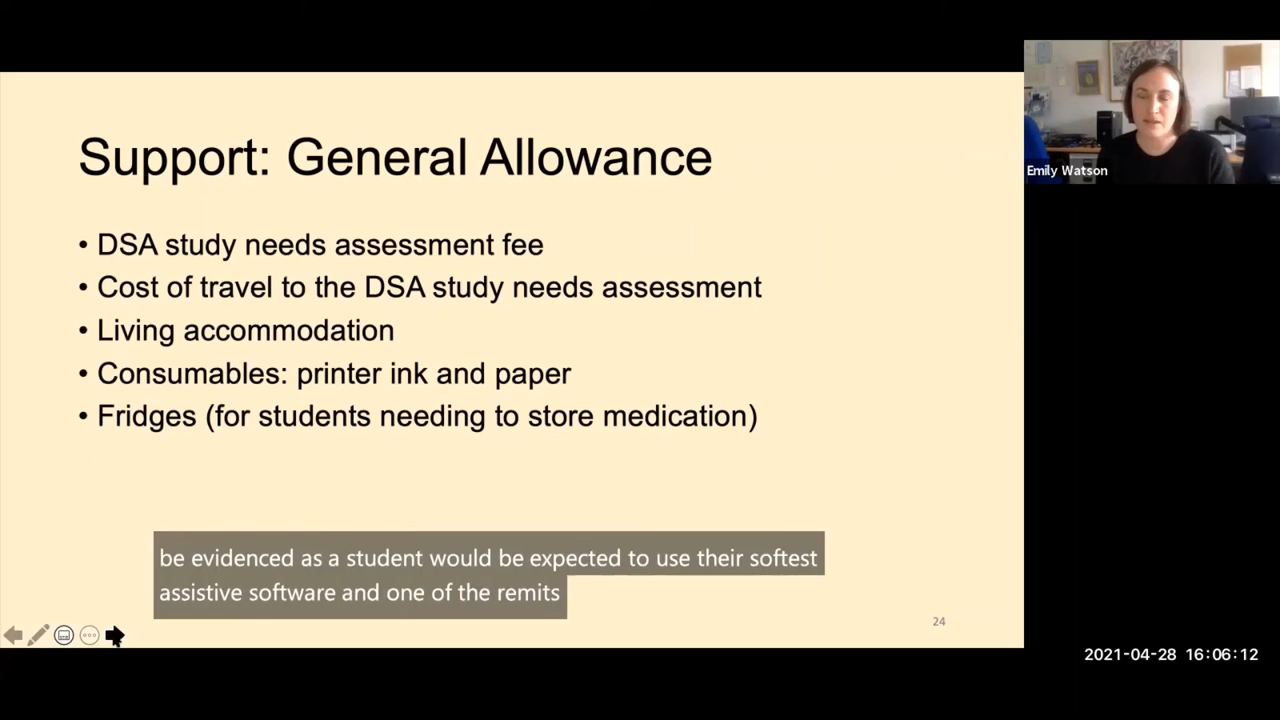 Support: General Allowance
• DSA study needs assessment fee
• Cost of travel to the DSA study needs assessment
• Living accommodation
• Consumables: printer ink and paper
• Fridges (for students needing to store medication)
be evidenced as a student would be expected to use their softest
assistive software and one of the remits
24
Emily Watson
2021-04-28 16:06:12